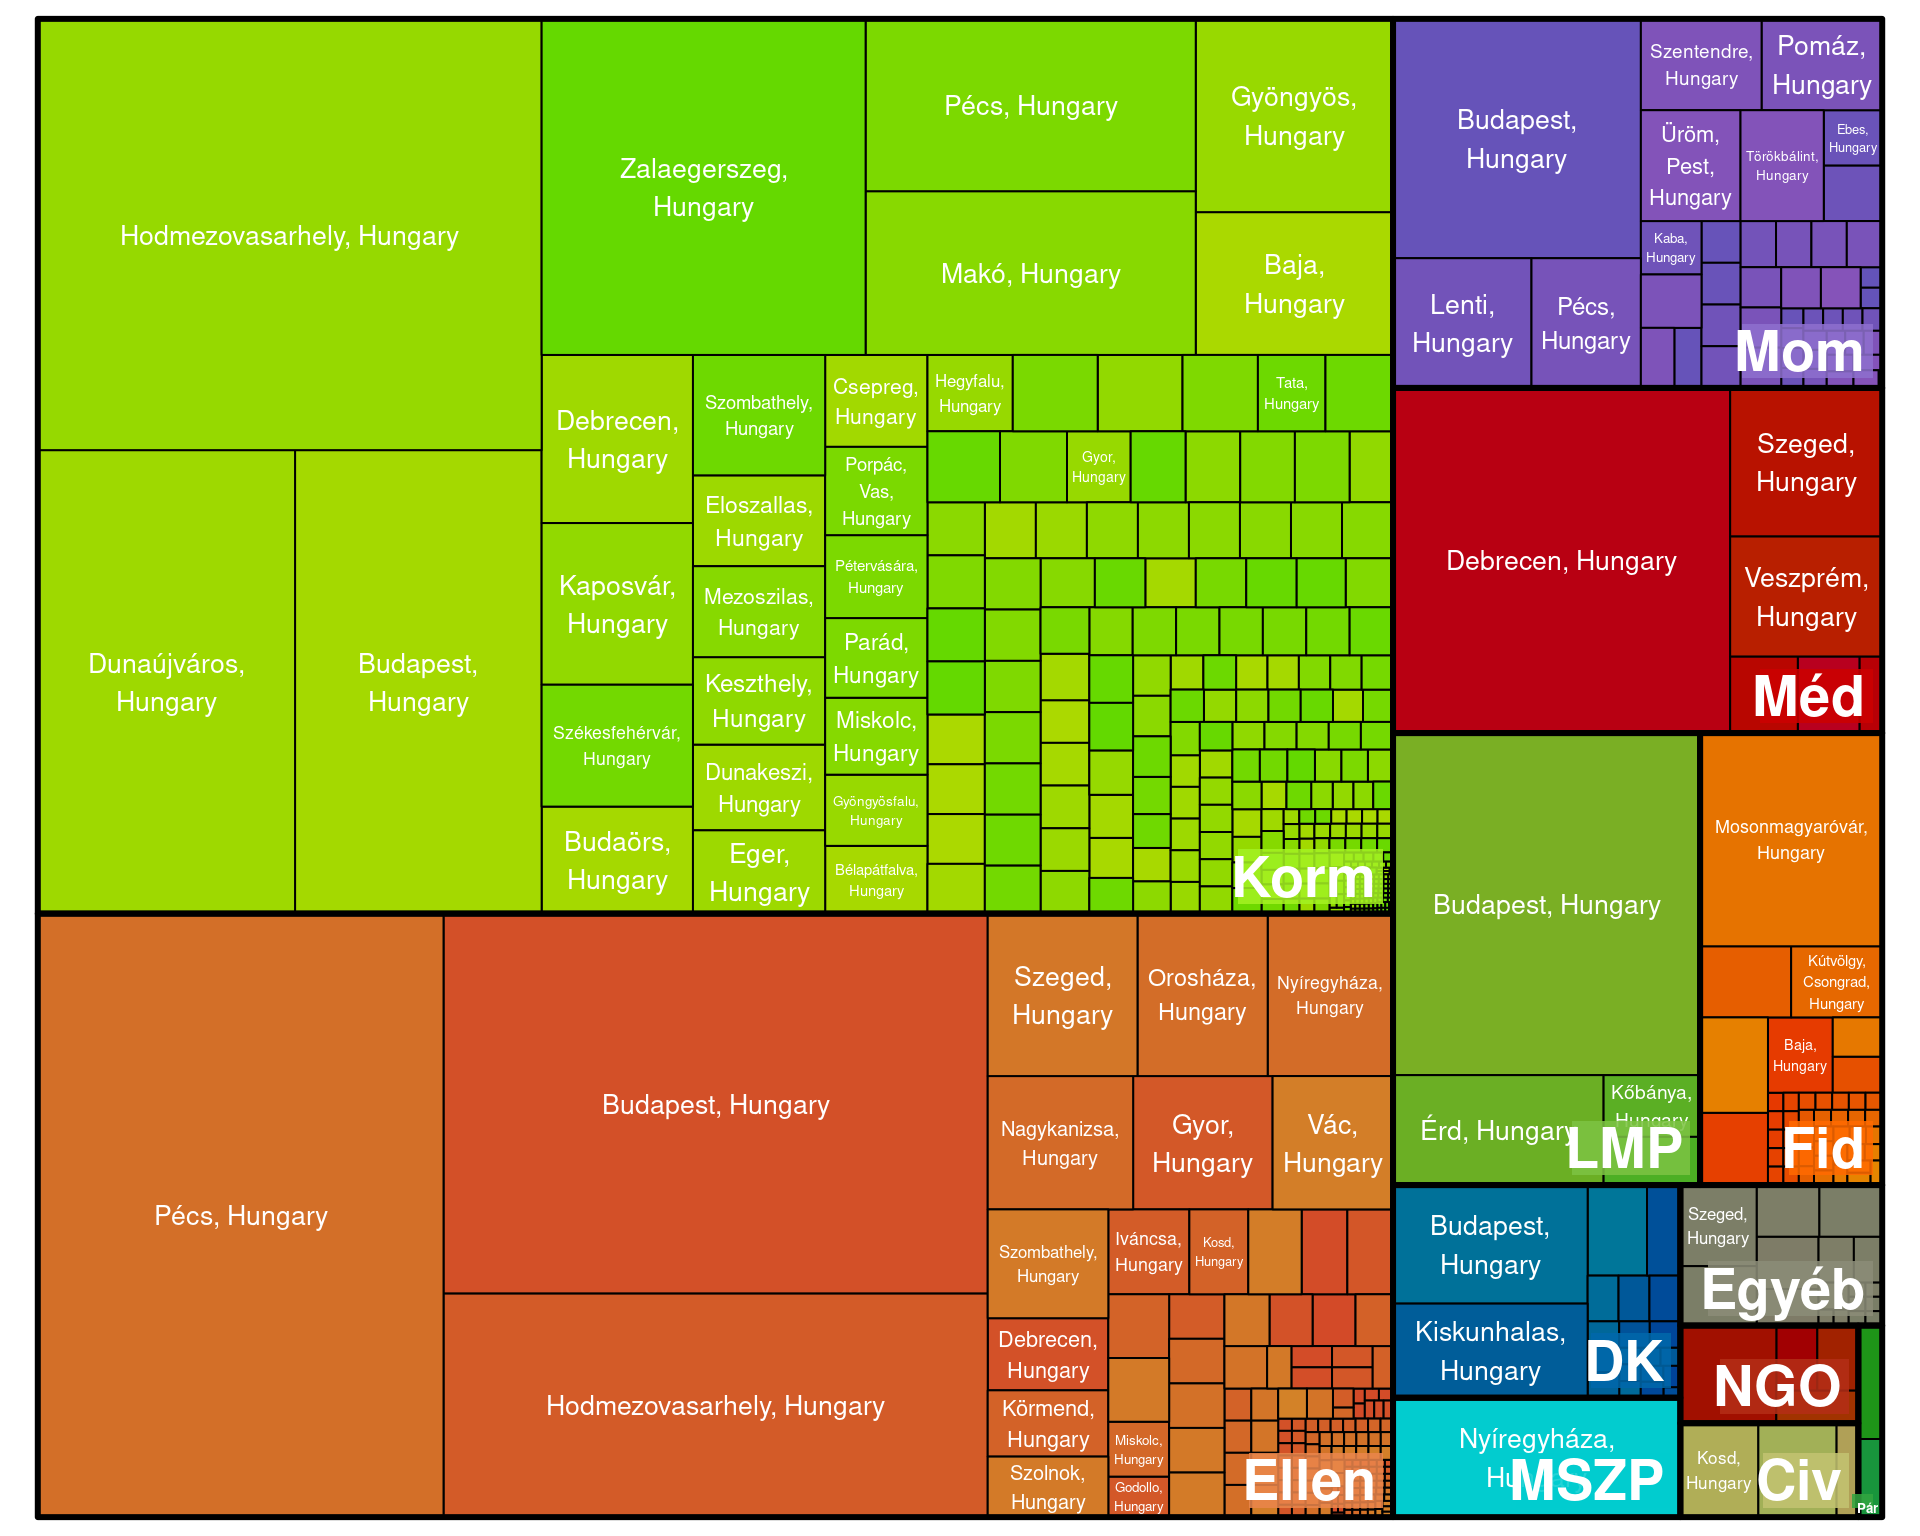 Hodmezovasarhely, Hungary
Dunaújváros,
Hungary
Budapest,
Hungary
Zalaegerszeg,
Hungary
Pécs, Hungary
Makó, Hungary
Gyöngyös,
Hungary
Baja,
Hungary
Debrecen,
Hungary
Kaposvár,
Hungary
Székesfehérvár,
Hungary
Budaörs,
Hungary
Szombathely,
Hungary
Eloszallas,
Hungary
Mezoszilas,
Hungary
Keszthely,
Hungary
Dunakeszi,
Hungary
Eger,
Hungary
Csepreg,
Hungary
Porpác,
Vas,
Hungary
Pétervására,
Hungary
Parád,
Hungary
Miskolc,
Hungary
Gyöngyösfalu,
Hungary
Bélapátfalva,
Hungary
Hegyfalu,
Hungary
Tata,
Hungary
Gyor,
Hungary
Korm
Pécs, Hungary
Budapest, Hungary
Hodmezovasarhely, Hungary
Szeged,
Hungary
Orosháza,
Hungary
Nyíregyháza,
Hungary
Nagykanizsa,
Hungary
Gyor,
Hungary
Vác,
Hungary
Szombathely,
Hungary
Debrecen,
Hungary
Körmend,
Hungary
Szolnok,
Hungary
Iváncsa,
Hungary
Kosd,
Hungary
Miskolc,
Hungary
Godollo,
Hungary
Ellen
Budapest,
Hungary
Lenti,
Hungary
Pécs,
Hungary
Szentendre,
Hungary
Pomáz,
Hungary
Üröm,
Pest,
Hungary
Törökbálint,
Hungary
Ebes,
Hungary
Kaba,
Hungary
Mom
Debrecen, Hungary
Szeged,
Hungary
Veszprém,
Hungary
Méd
Budapest, Hungary
Érd, Hungary
Kőbánya,
Hungary
LMP
Mosonmagyaróvár,
Hungary
Kútvölgy,
Csongrad,
Hungary
Baja,
Hungary
Fid
Budapest,
Hungary
Kiskunhalas,
Hungary
DK
Szeged,
Hungary
Egyéb
NGO
Nyíregyháza,
MSZP
Kosd,
Hungary
Civ
Pár